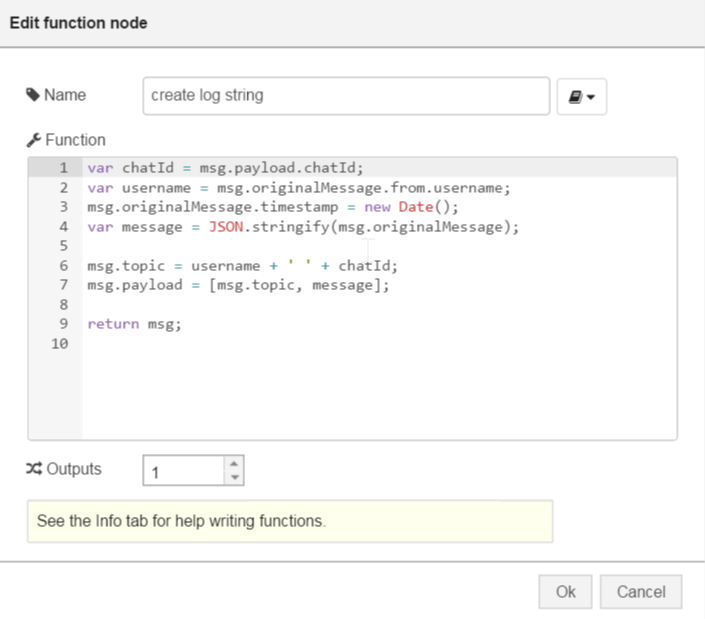 Edit function node
Name
create log string
Function
1 var chatId = msg.payload.chatId;
2 var username = msg.originalMessage.from.username;
3 msg.originalMessage.timestamp = new Date();
4 var message = JSON.stringify(msg.originalMessage);
5
6 msg.topic = username + ' ' + chatId;
7 msg.payload = [msg.topic, message];
8
9 return msg;
10
Outputs
1
See the Info tab for help writing functions.
Ok Cancel